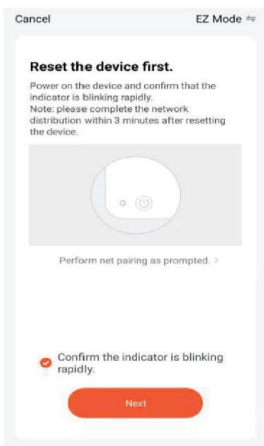 Cancel EZ Mode
Reset the device first.
Power on the device and confirm that the
indicator is blinking rapidly.
Note: please complete the network
distribution within 3 minutes after resetting
the device.
Perform net pairing as prompted. >
Confirm the indicator is blinking
rapidly.
Next